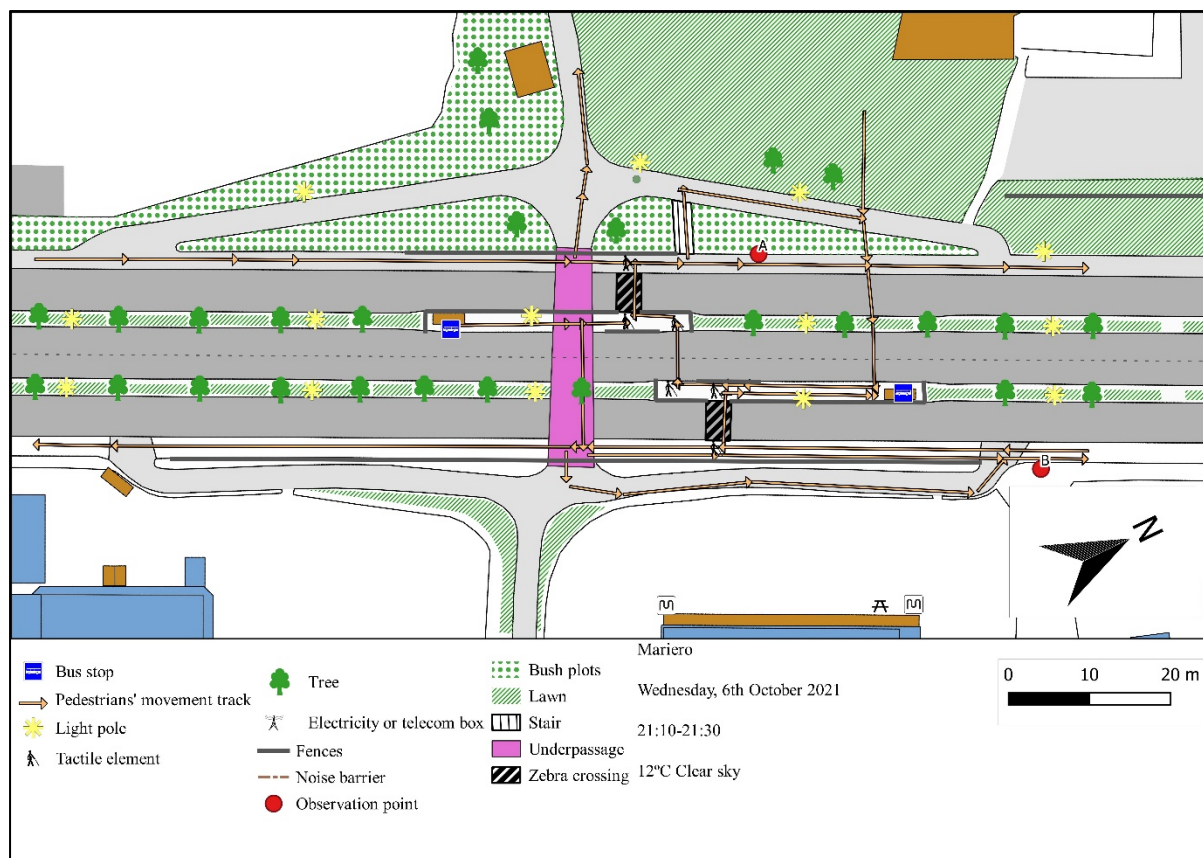 A
B
N
Bus stop
Pedestrians' movement track
Light pole
Tactile element
Tree
Electricity or telecom box
Fences
Noise barrier
Observation point
Bush plots
Lawn
Stair
Underpassage
Zebra crossing
Mariero
Wednesday, 6th October 2021
21:10-21:30
12ºC Clear sky
0 10 20 m